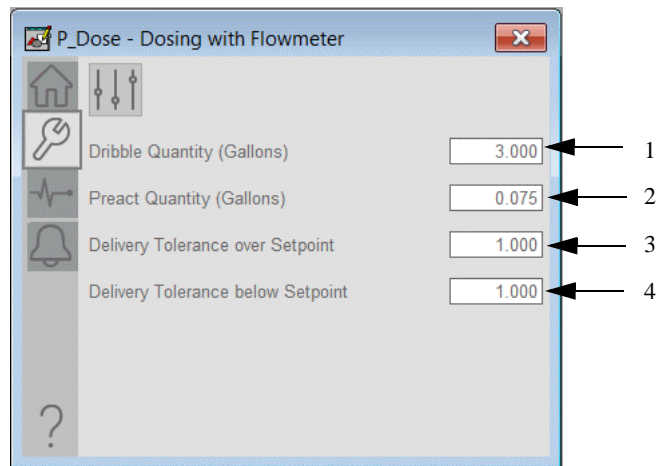 P_Dose - Dosing with Flowmeter
Dribble Quantity (Gallons) 3.000 1
Preact Quantity (Gallons) 0.075 2
Delivery Tolerance over Setpoint 1.000 3
Delivery Tolerance below Setpoint 1.000 4
?